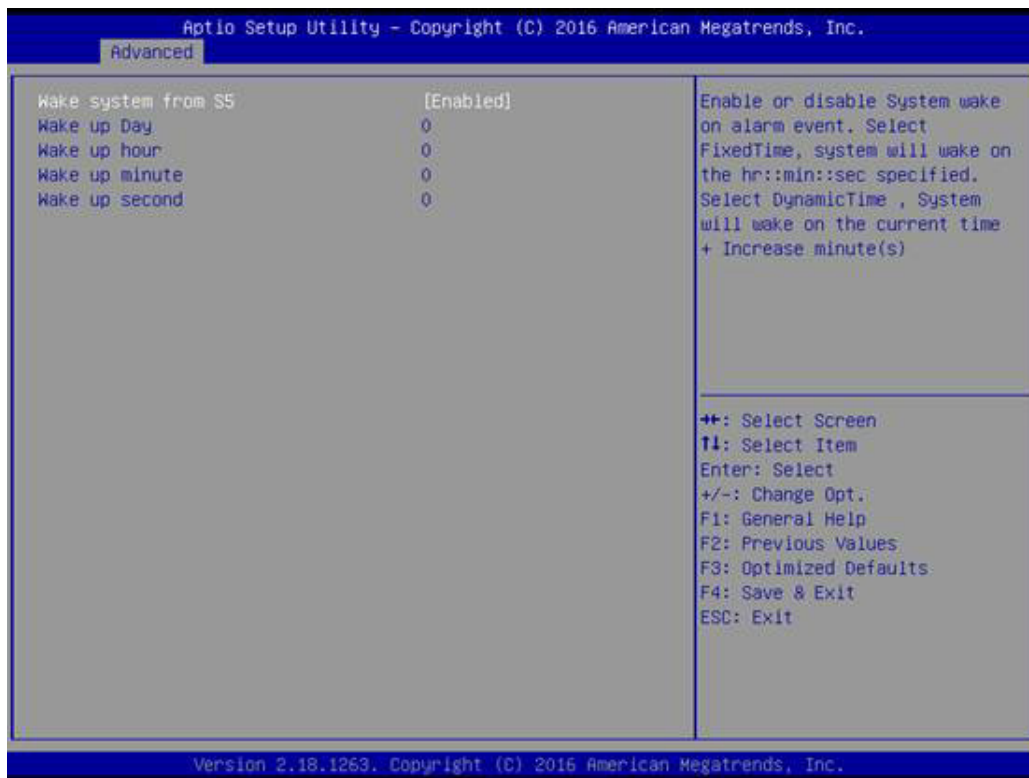 Aptio Setup Utility – Copyright (C) 2016 American Megatrends, Inc.
Advanced
Wake system from S5 [Enabled]
Wake up Day 0
Wake up hour 0
Wake up minute 0
Wake up second 0
Enable or disable System wake
on alarm event. Select
FixedTime, system will wake on
the hr::min::sec specified.
Select DynamicTime , System
will wake on the current time
+ Increase minute(s)
→←: Select Screen
↑↓: Select Item
Enter: Select
+/-: Change Opt.
F1: General Help
F2: Previous Values
F3: Optimized Defaults
F4: Save & Exit
ESC: Exit
Version 2.18.1263. Copyright (C) 2016 American Megatrends, Inc.